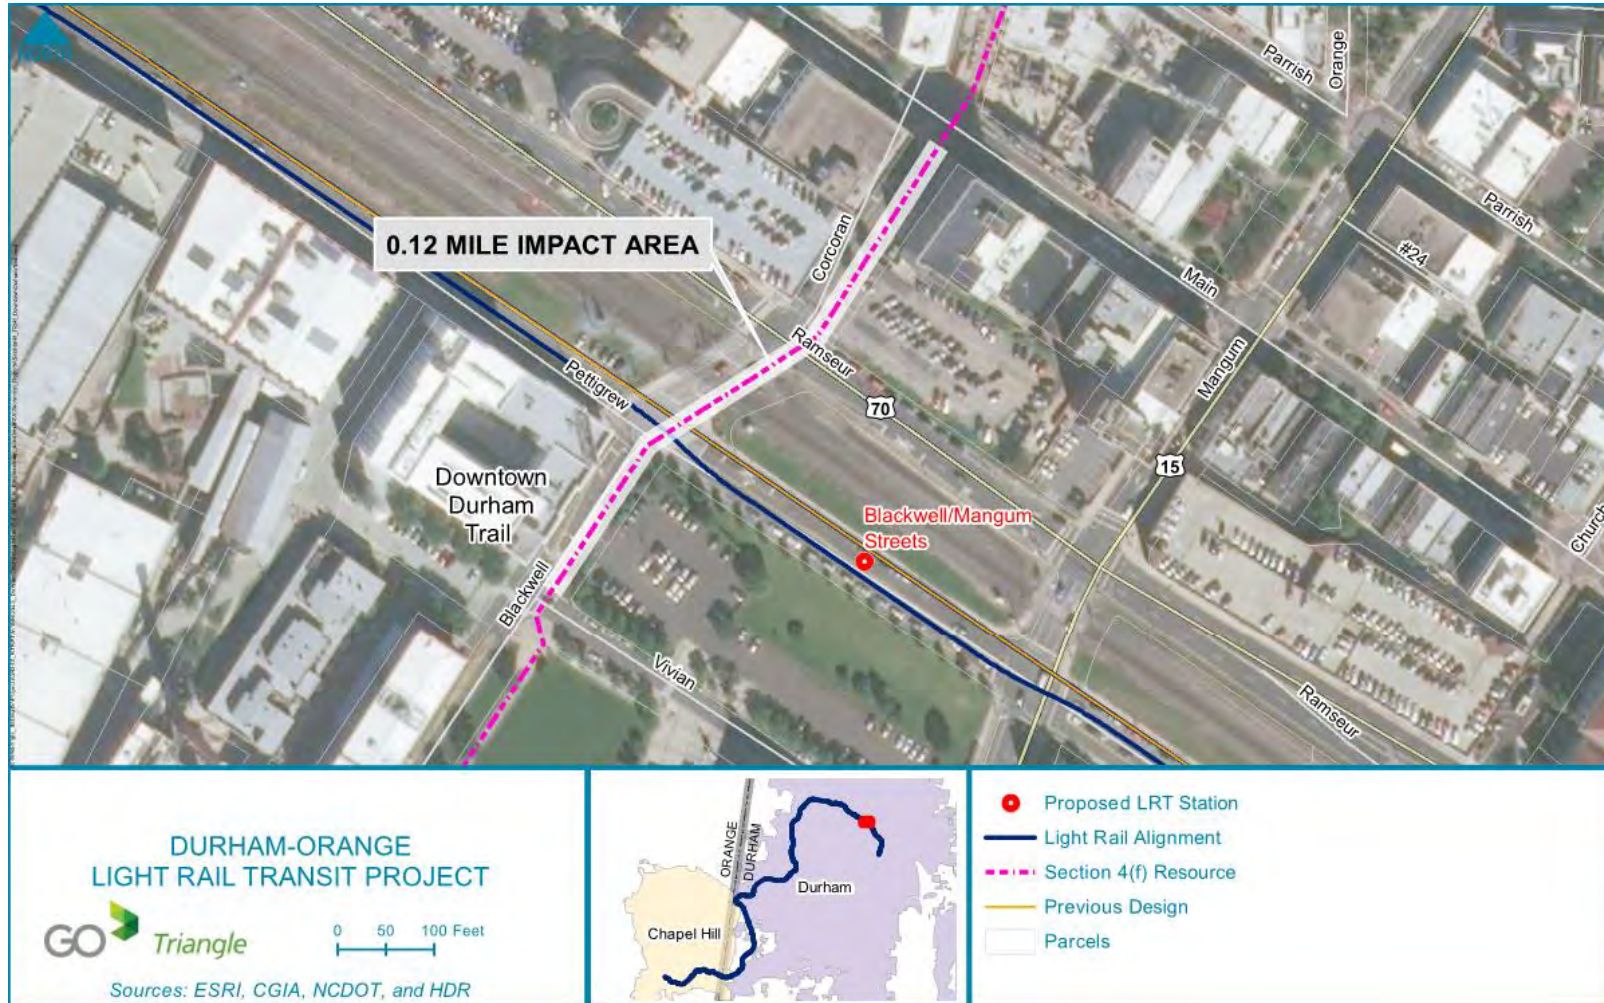 Parrish
Orange
0.12 MILE IMPACT AREA
Corcoran
Main
Parrish
#24
Ramseur
70
Mangum
15
Pettigrew
Downtown
Durham
Trail
Blackwell/Mangum
Streets
Church
Blackwell
Vivian
Ramseur
DURHAM-ORANGE
LIGHT RAIL TRANSIT PROJECT
GO Triangle
0 50 100 Feet
Sources: ESRI, CGIA, NCDOT, and HDR
ORANGE
DURHAM
Durham
Chapel Hill
Proposed LRT Station
Light Rail Alignment
Section 4(f) Resource
Previous Design
Parcels